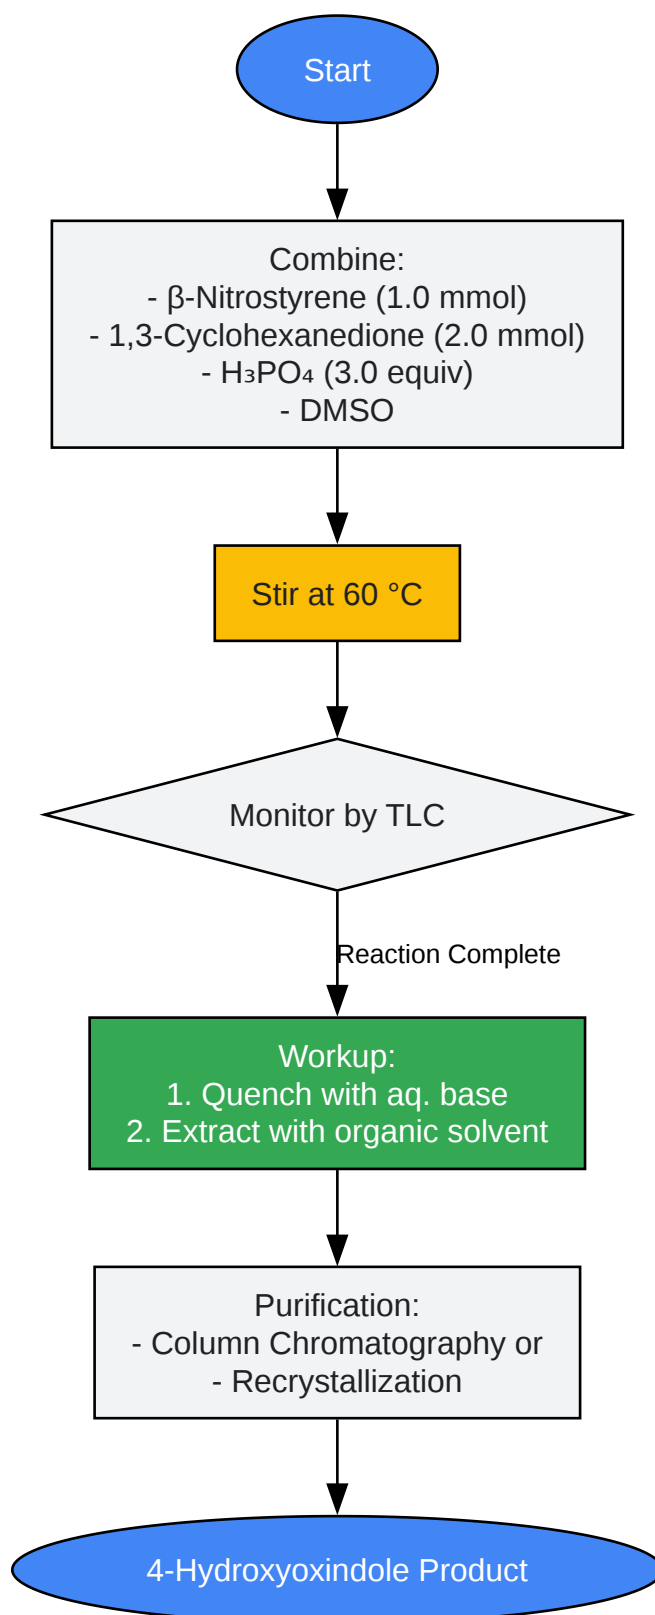 Start
Combine:
- β-Nitrostyrene (1.0 mmol)
- 1,3-Cyclohexanedione (2.0 mmol)
- H₃PO₄ (3.0 equiv)
- DMSO
Stir at 60 °C
Monitor by TLC
Reaction Complete
Workup:
1. Quench with aq. base
2. Extract with organic solvent
Purification:
- Column Chromatography or
- Recrystallization
4-Hydroxyoxindole Product